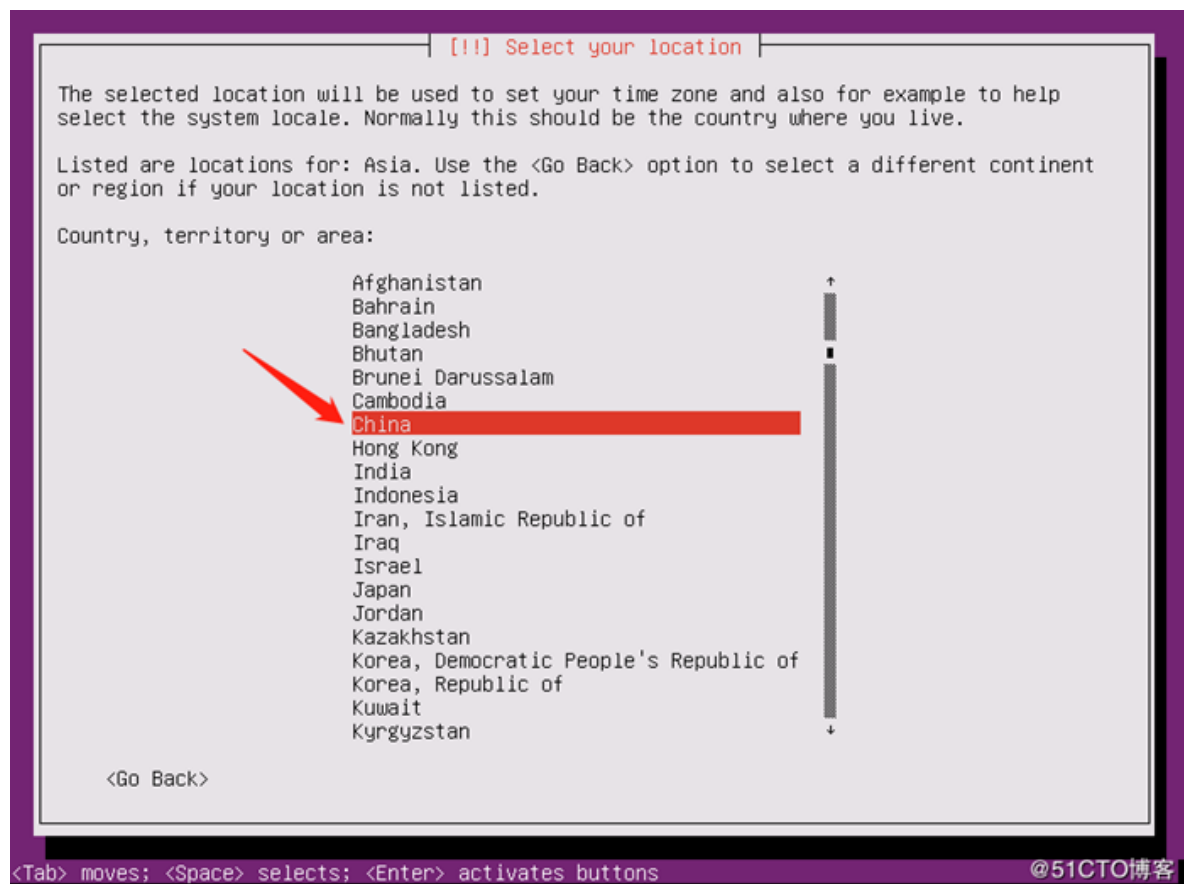 [!!] Select your location
The selected location will be used to set your time zone and also for example to help
select the system locale. Normally this should be the country where you live.
Listed are locations for: Asia. Use the <Go Back> option to select a different continent
or region if your location is not listed.
Country, territory or area:
Afghanistan
Bahrain
Bangladesh
Bhutan
Brunei Darussalam
Cambodia
China
Hong Kong
India
Indonesia
Iran, Islamic Republic of
Iraq
Israel
Japan
Jordan
Kazakhstan
Korea, Democratic People's Republic of
Korea, Republic of
Kuwait
Kyrgyzstan
<Go Back>
<Tab> moves; <Space> selects; <Enter> activates buttons
@51CTO博客